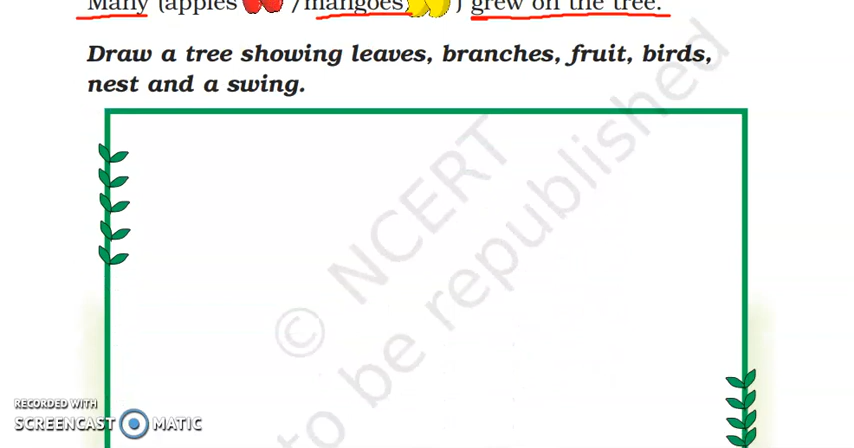 Many (apples /mangoes ) grew on the tree.
Draw a tree showing leaves, branches, fruit, birds,
nest and a swing.
© NCERT
to be republished
RECORDED WITH
SCREENCAST MATIC